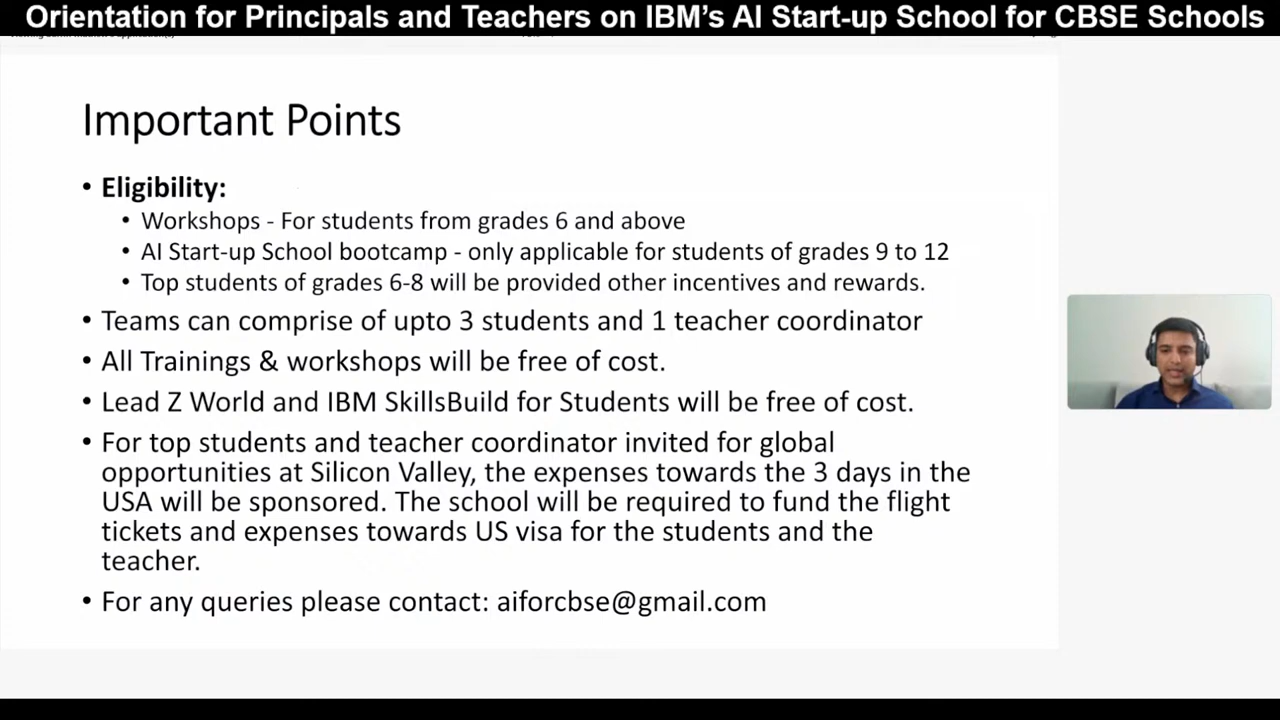 Orientation for Principals and Teachers on IBM's AI Start-up School for CBSE Schools
Important Points
• Eligibility:
• Workshops - For students from grades 6 and above
• AI Start-up School bootcamp - only applicable for students of grades 9 to 12
• Top students of grades 6-8 will be provided other incentives and rewards.
• Teams can comprise of upto 3 students and 1 teacher coordinator
• All Trainings & workshops will be free of cost.
• Lead Z World and IBM SkillsBuild for Students will be free of cost.
• For top students and teacher coordinator invited for global
opportunities at Silicon Valley, the expenses towards the 3 days in the
USA will be sponsored. The school will be required to fund the flight
tickets and expenses towards US visa for the students and the
teacher.
• For any queries please contact: aiforcbse@gmail.com